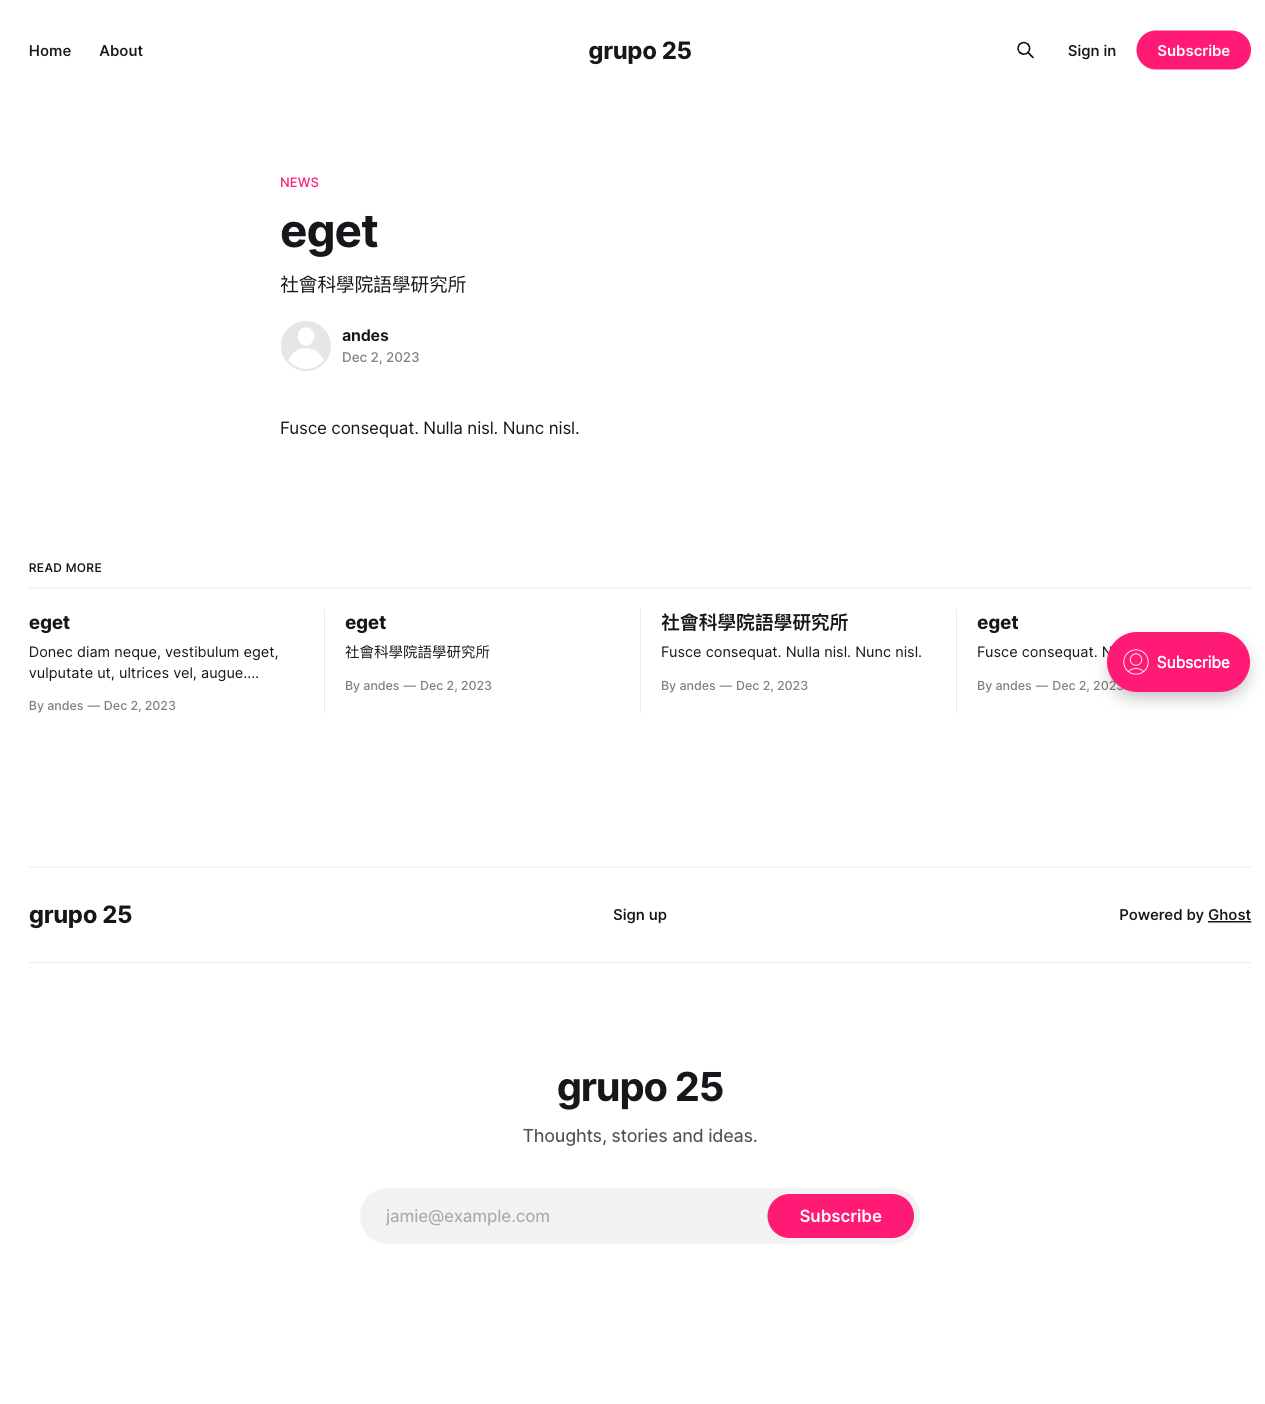 Home
About
grupo 25
Sign in
Subscribe
NEWS
eget
社會科學院語學研究所
andes
Dec 2, 2023
Fusce consequat. Nulla nisl. Nunc nisl.
READ MORE
eget
Donec diam neque, vestibulum eget,
vulputate ut, ultrices vel, augue....
By andes — Dec 2, 2023
eget
社會科學院語學研究所
By andes — Dec 2, 2023
社會科學院語學研究所
Fusce consequat. Nulla nisl. Nunc nisl.
By andes — Dec 2, 2023
eget
Fusce consequat.
By andes — Dec 2, 2023
Subscribe
grupo 25
Sign up
Powered by Ghost
grupo 25
Thoughts, stories and ideas.
jamie@example.com
Subscribe